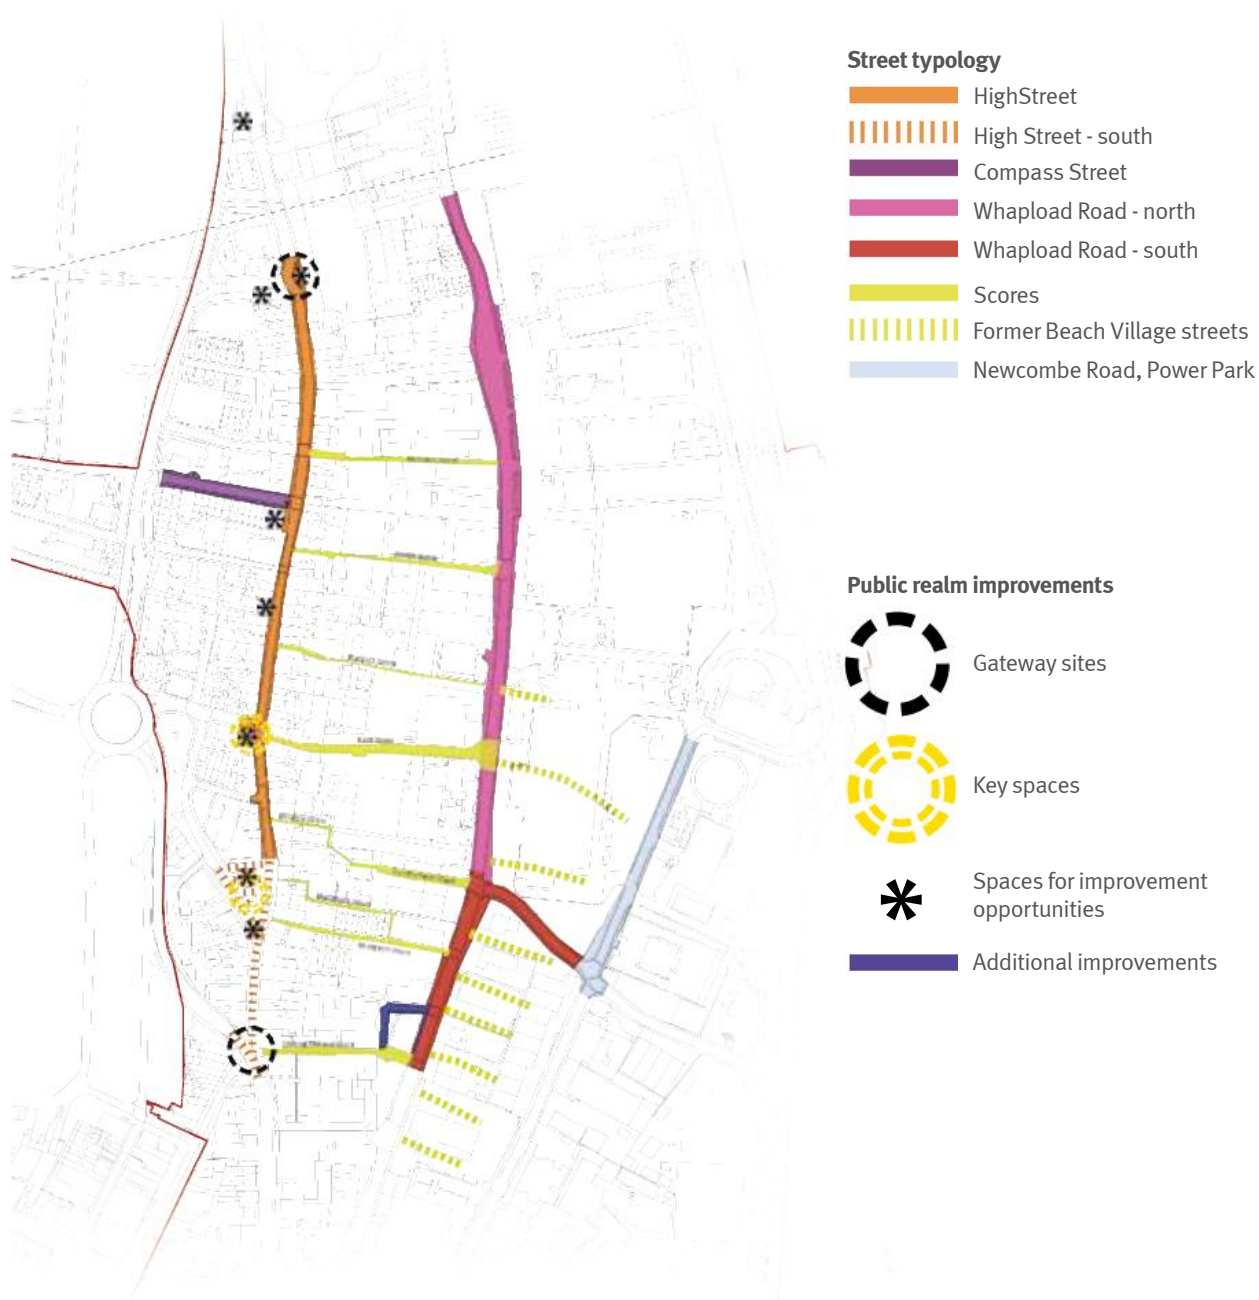 Street typology
HighStreet
High Street - south
Compass Street
Whapload Road - north
Whapload Road - south
Scores
Former Beach Village streets
Newcombe Road, Power Park
Public realm improvements
Gateway sites
Key spaces
Spaces for improvement
opportunities
Additional improvements